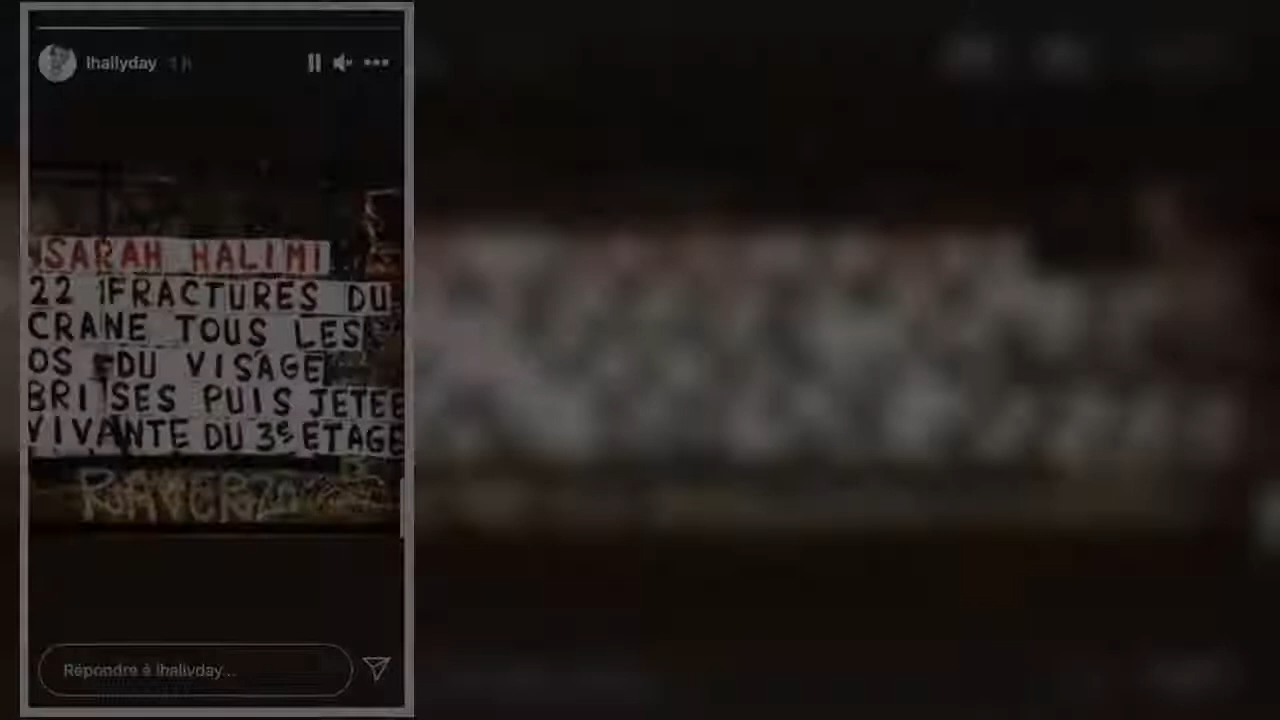 lhallyday 1 h
SARAH HALIMI
22 FRACTURES DU
CRANE TOUS LES
OS DU VISAGE
BRISES PUIS JETEE
VIVANTE DU 3e ETAGE
Répondre à lhallyday...